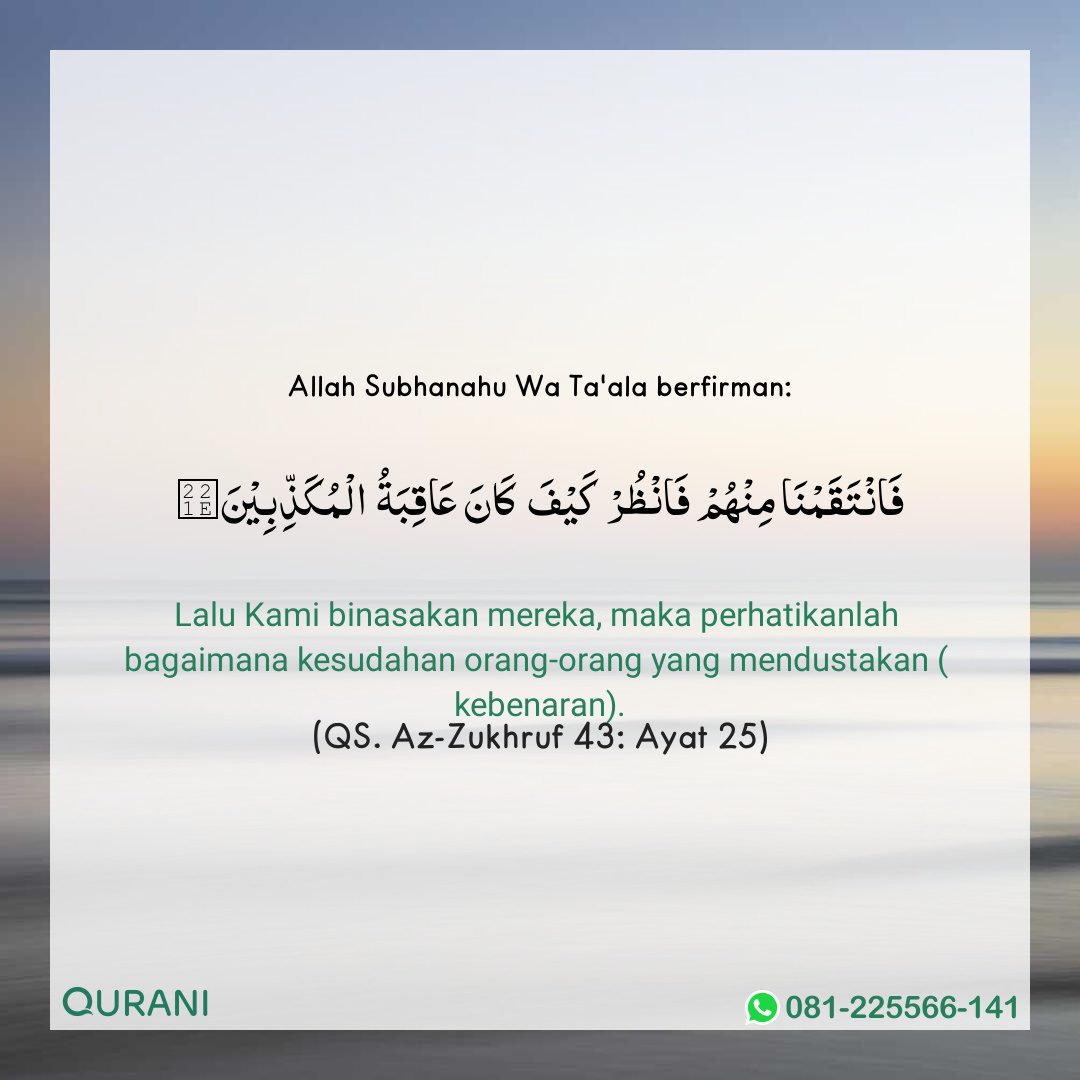 Allah Subhanahu Wa Ta'ala berfirman:
فَانْتَقَمْنَا مِنْهُمْ فَانْظُرْ كَيْفَ كَانَ عَاقِبَةُ الْمُكَذِّبِيْنَ
Lalu Kami binasakan mereka, maka perhatikanlah
bagaimana kesudahan orang-orang yang mendustakan (
kebenaran).
(QS. Az-Zukhruf 43: Ayat 25)
QURANI
081-225566-141